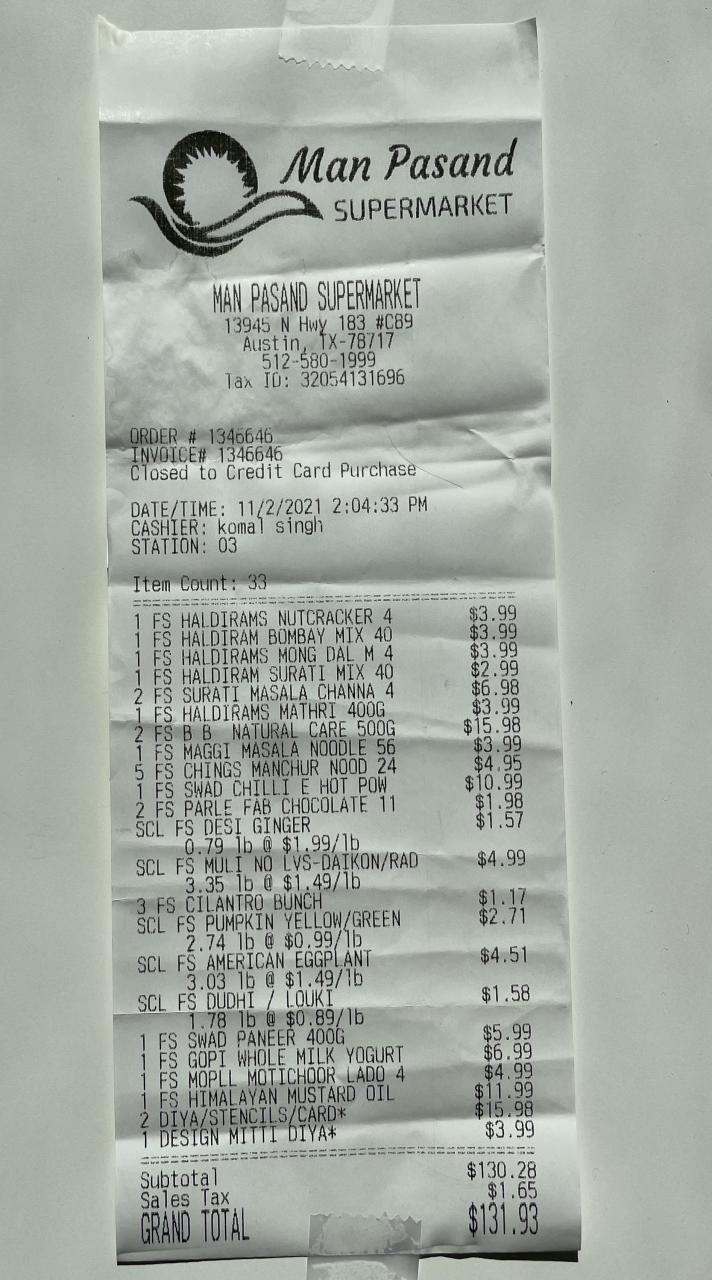 Man Pasand
SUPERMARKET
MAN PASAND SUPERMARKET
13945 N Hwy 183 #C89
Austin, TX-78717
512-580-1999
Tax ID: 32054131696
ORDER # 1346646
INVOICE# 1346646
Closed to Credit Card Purchase
DATE/TIME: 11/2/2021 2:04:33 PM
CASHIER: komal singh
STATION: 03
Item Count: 33
1 FS HALDIRAMS NUTCRACKER 4 $3.99
1 FS HALDIRAM BOMBAY MIX 40 $3.99
1 FS HALDIRAMS MONG DAL M 4 $3.99
1 FS HALDIRAM SURATI MIX 40 $2.99
2 FS SURATI MASALA CHANNA 4 $6.98
1 FS HALDIRAMS MATHRI 400G $3.99
2 FS B B NATURAL CARE 500G $15.98
1 FS MAGGI MASALA NOODLE 56 $3.99
5 FS CHINGS MANCHUR NOOD 24 $4.95
1 FS SWAD CHILLI E HOT POW $10.99
2 FS PARLE FAB CHOCOLATE 11 $1.98
SCL FS DESI GINGER $1.57
0.79 lb @ $1.99/lb
SCL FS MULI NO LVS-DAIKON/RAD $4.99
3.35 lb @ $1.49/lb
3 FS CILANTRO BUNCH $1.17
SCL FS PUMPKIN YELLOW/GREEN $2.71
2.74 lb @ $0.99/lb
SCL FS AMERICAN EGGPLANT $4.51
3.03 lb @ $1.49/lb
SCL FS DUDHI / LOUKI $1.58
1.78 lb @ $0.89/lb
1 FS SWAD PANEER 400G $5.99
1 FS GOPI WHOLE MILK YOGURT $6.99
1 FS MOPLL MOTICHOOR LADO 4 $4.99
1 FS HIMALAYAN MUSTARD OIL $11.99
2 DIYA/STENCILS/CARD* $15.98
1 DESIGN MITTI DIYA* $3.99
Subtotal $130.28
Sales Tax $1.65
GRAND TOTAL $131.93